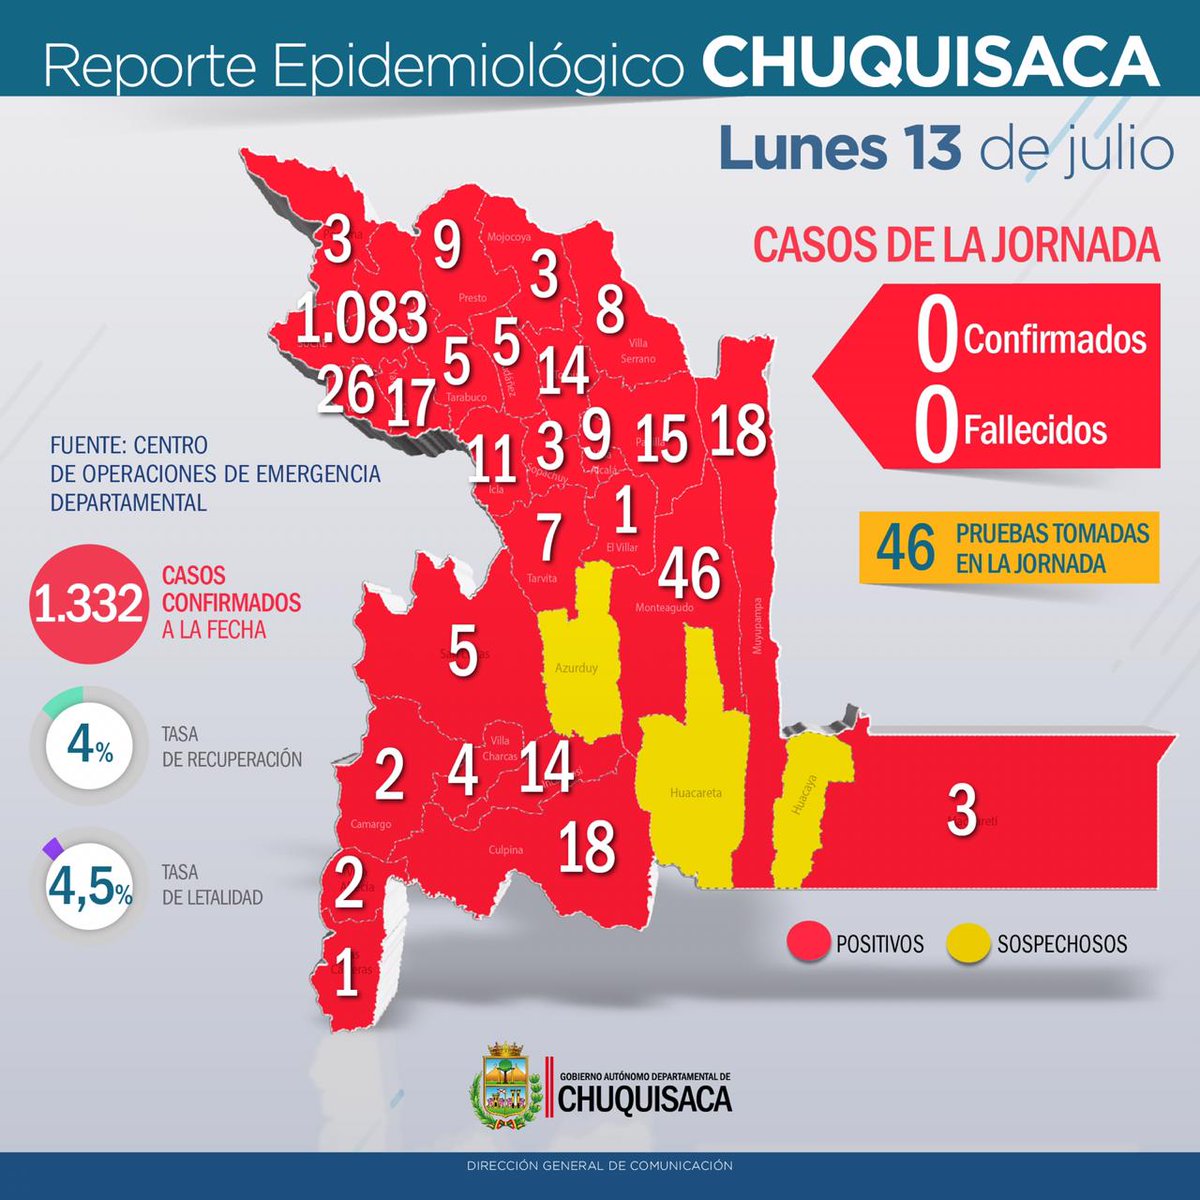 Reporte Epidemiológico CHUQUISACA
Lunes 13 de julio
CASOS DE LA JORNADA
0 Confirmados
0 Fallecidos
46 PRUEBAS TOMADAS
EN LA JORNADA
FUENTE: CENTRO
DE OPERACIONES DE EMERGENCIA
DEPARTAMENTAL
1.332 CASOS
CONFIRMADOS
A LA FECHA
4% TASA
DE RECUPERACIÓN
4,5% TASA
DE LETALIDAD
3
9
Mojocoya
3
Presto
1.083
8
Villa
Serrano
5
5
14
Tarabuco
26
17
11
Icla
3
Sopachuy
9
Alcalá
15
18
1
El Villar
7
Tarvita
46
Monteagudo
Muyupampa
5
Azurduy
Villa
Charcas
2
4
14
Camargo
Huacareta
Huacaya
3
Culpina
18
2
1
POSITIVOS
SOSPECHOSOS
GOBIERNO AUTÓNOMO DEPARTAMENTAL DE
CHUQUISACA
DIRECCIÓN GENERAL DE COMUNICACIÓN